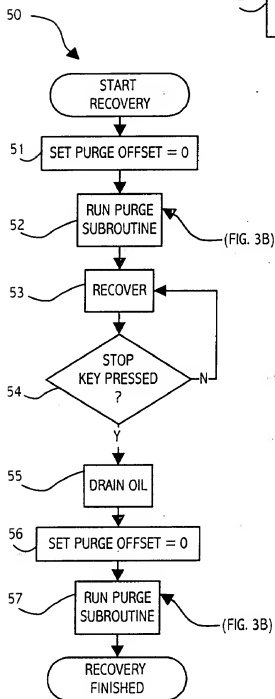 50
START
RECOVERY
51
SET PURGE OFFSET = 0
52
RUN PURGE
SUBROUTINE
(FIG. 3B)
53
RECOVER
54
STOP
KEY PRESSED
?
N
Y
55
DRAIN OIL
56
SET PURGE OFFSET = 0
57
RUN PURGE
SUBROUTINE
(FIG. 3B)
RECOVERY
FINISHED